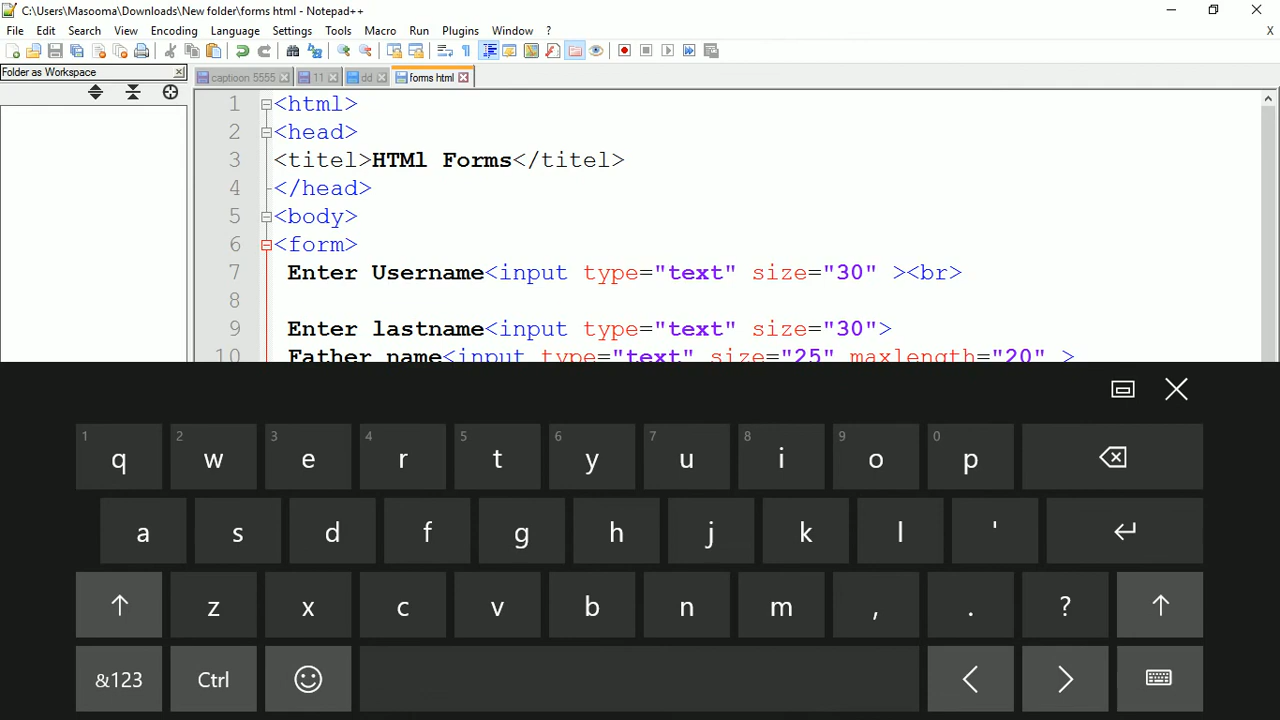 C:\Users\Masooma\Downloads\New folder\forms html - Notepad++
File Edit Search View Encoding Language Settings Tools Macro Run Plugins Window ? X
Folder as Workspace
captioon 5555 11 dd forms html
1 <html>
2 <head>
3 <titel>HTMl Forms</titel>
4 </head>
5 <body>
6 <form>
7 Enter Username<input type="text" size="30" ><br>
8
9 Enter lastname<input type="text" size="30">
10 Father name<input type="text" size="25" maxlength="20" >
1 2 3 4 5 6 7 8 9 0
q w e r t y u i o p
a s d f g h j k l '
z x c v b n m , . ?
&123 Ctrl